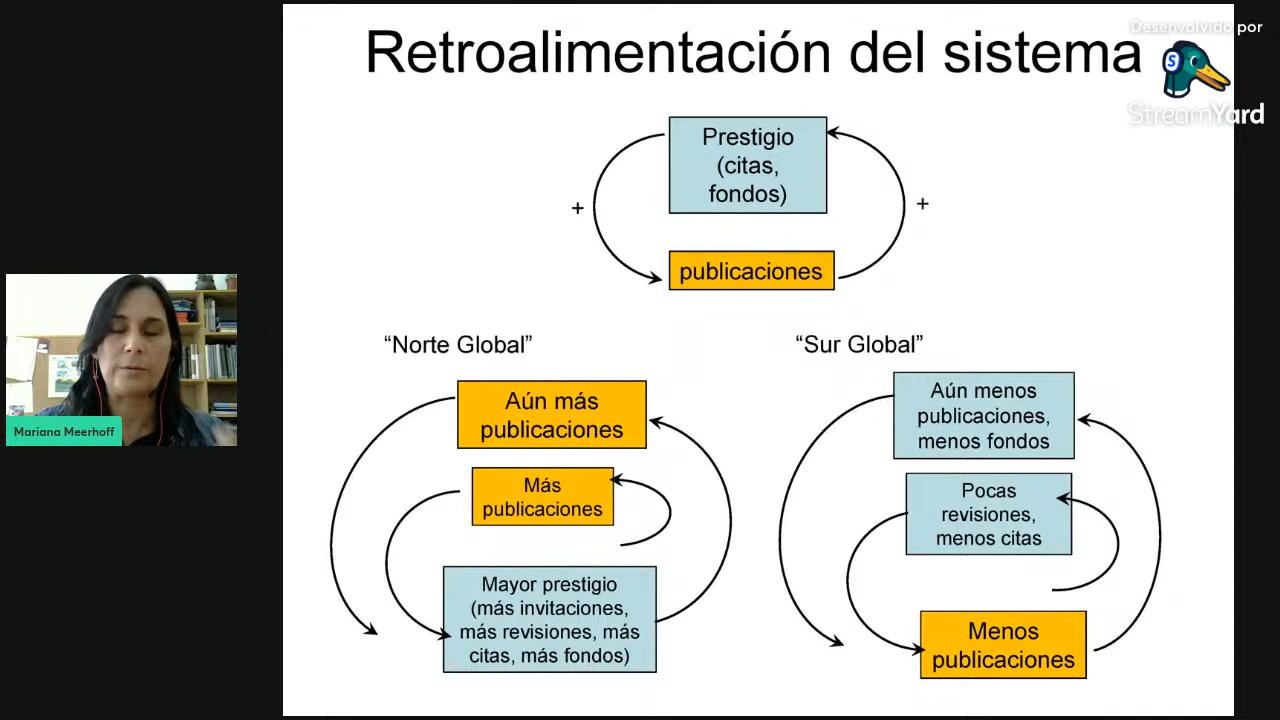 Retroalimentación del sistema
Desenvolvido por
StreamYard
S
Prestigio
(citas,
fondos)
+
+
publicaciones
“Norte Global”
“Sur Global”
Aún más
publicaciones
Más
publicaciones
Mayor prestigio
(más invitaciones,
más revisiones, más
citas, más fondos)
Aún menos
publicaciones,
menos fondos
Pocas
revisiones,
menos citas
Menos
publicaciones
Mariana Meerhoff